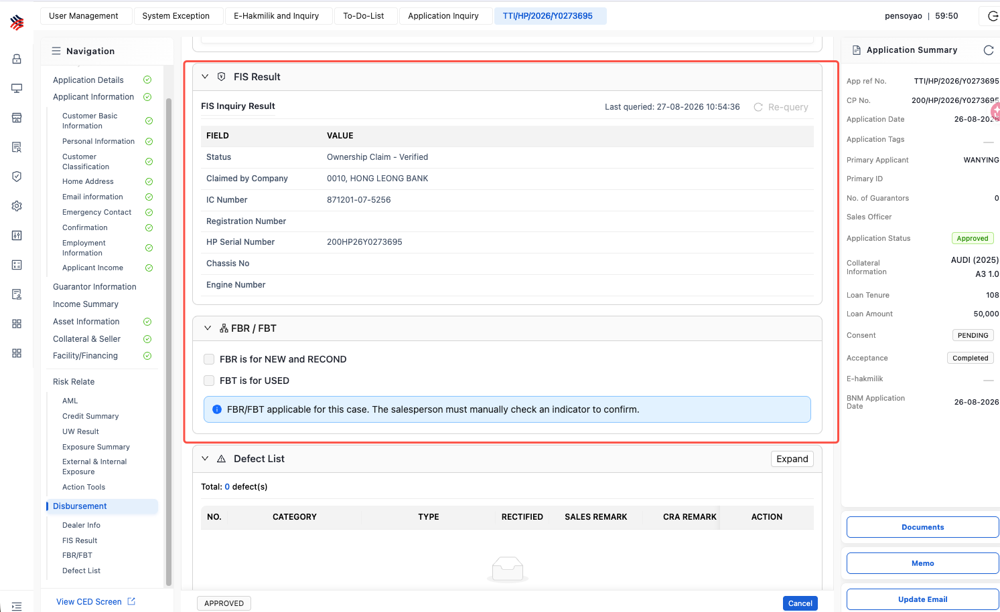 User Management
System Exception
E-Hakmilik and Inquiry
To-Do-List
Application Inquiry
TTI/HP/2026/Y0273695
pensoyao | 59:50
Navigation
Application Details
Applicant Information
Customer Basic
Information
Personal Information
Customer
Classification
Home Address
Email information
Emergency Contact
Confirmation
Employment
Information
Applicant Income
Guarantor Information
Income Summary
Asset Information
Collateral & Seller
Facility/Financing
Risk Relate
AML
Credit Summary
UW Result
Exposure Summary
External & Internal
Exposure
Action Tools
Disbursement
Dealer Info
FIS Result
FBR/FBT
Defect List
View CED Screen
FIS Result
FIS Inquiry Result
Last queried: 27-08-2026 10:54:36
Re-query
FIELD VALUE
Status Ownership Claim - Verified
Claimed by Company 0010, HONG LEONG BANK
IC Number 871201-07-5256
Registration Number
HP Serial Number 200HP26Y0273695
Chassis No
Engine Number
FBR / FBT
FBR is for NEW and RECOND
FBT is for USED
FBR/FBT applicable for this case. The salesperson must manually check an indicator to confirm.
Defect List
Expand
Total: 0 defect(s)
NO. CATEGORY TYPE RECTIFIED SALES REMARK CRA REMARK ACTION
APPROVED
Cancel
Application Summary
App ref No. TTI/HP/2026/Y0273695
CP No. 200/HP/2026/Y0273695
Application Date 26-08-2026
Application Tags
Primary Applicant WANYING
Primary ID
No. of Guarantors 0
Sales Officer
Application Status Approved
Collateral
Information
AUDI (2025)
A3 1.0
Loan Tenure 108
Loan Amount 50,000
Consent PENDING
Acceptance Completed
E-hakmilik
BNM Application
Date
26-08-2026
Documents
Memo
Update Email